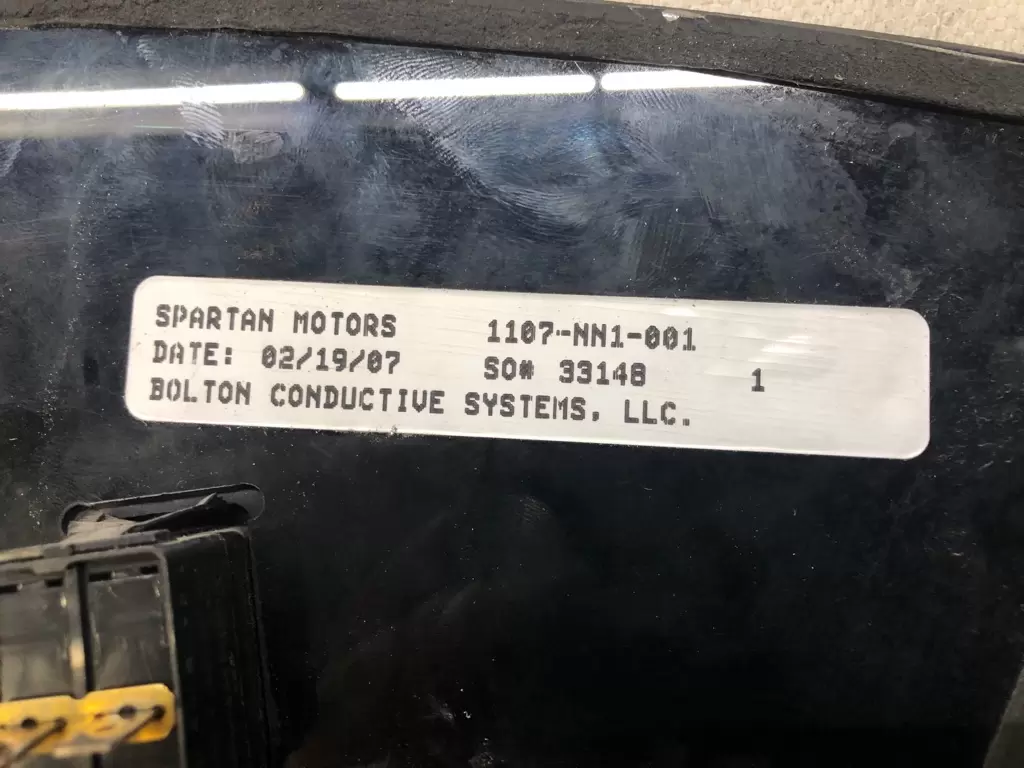 SPARTAN MOTORS 1107-NN1-001
DATE: 02/19/07 SO# 33148 1
BOLTON CONDUCTIVE SYSTEMS, LLC.